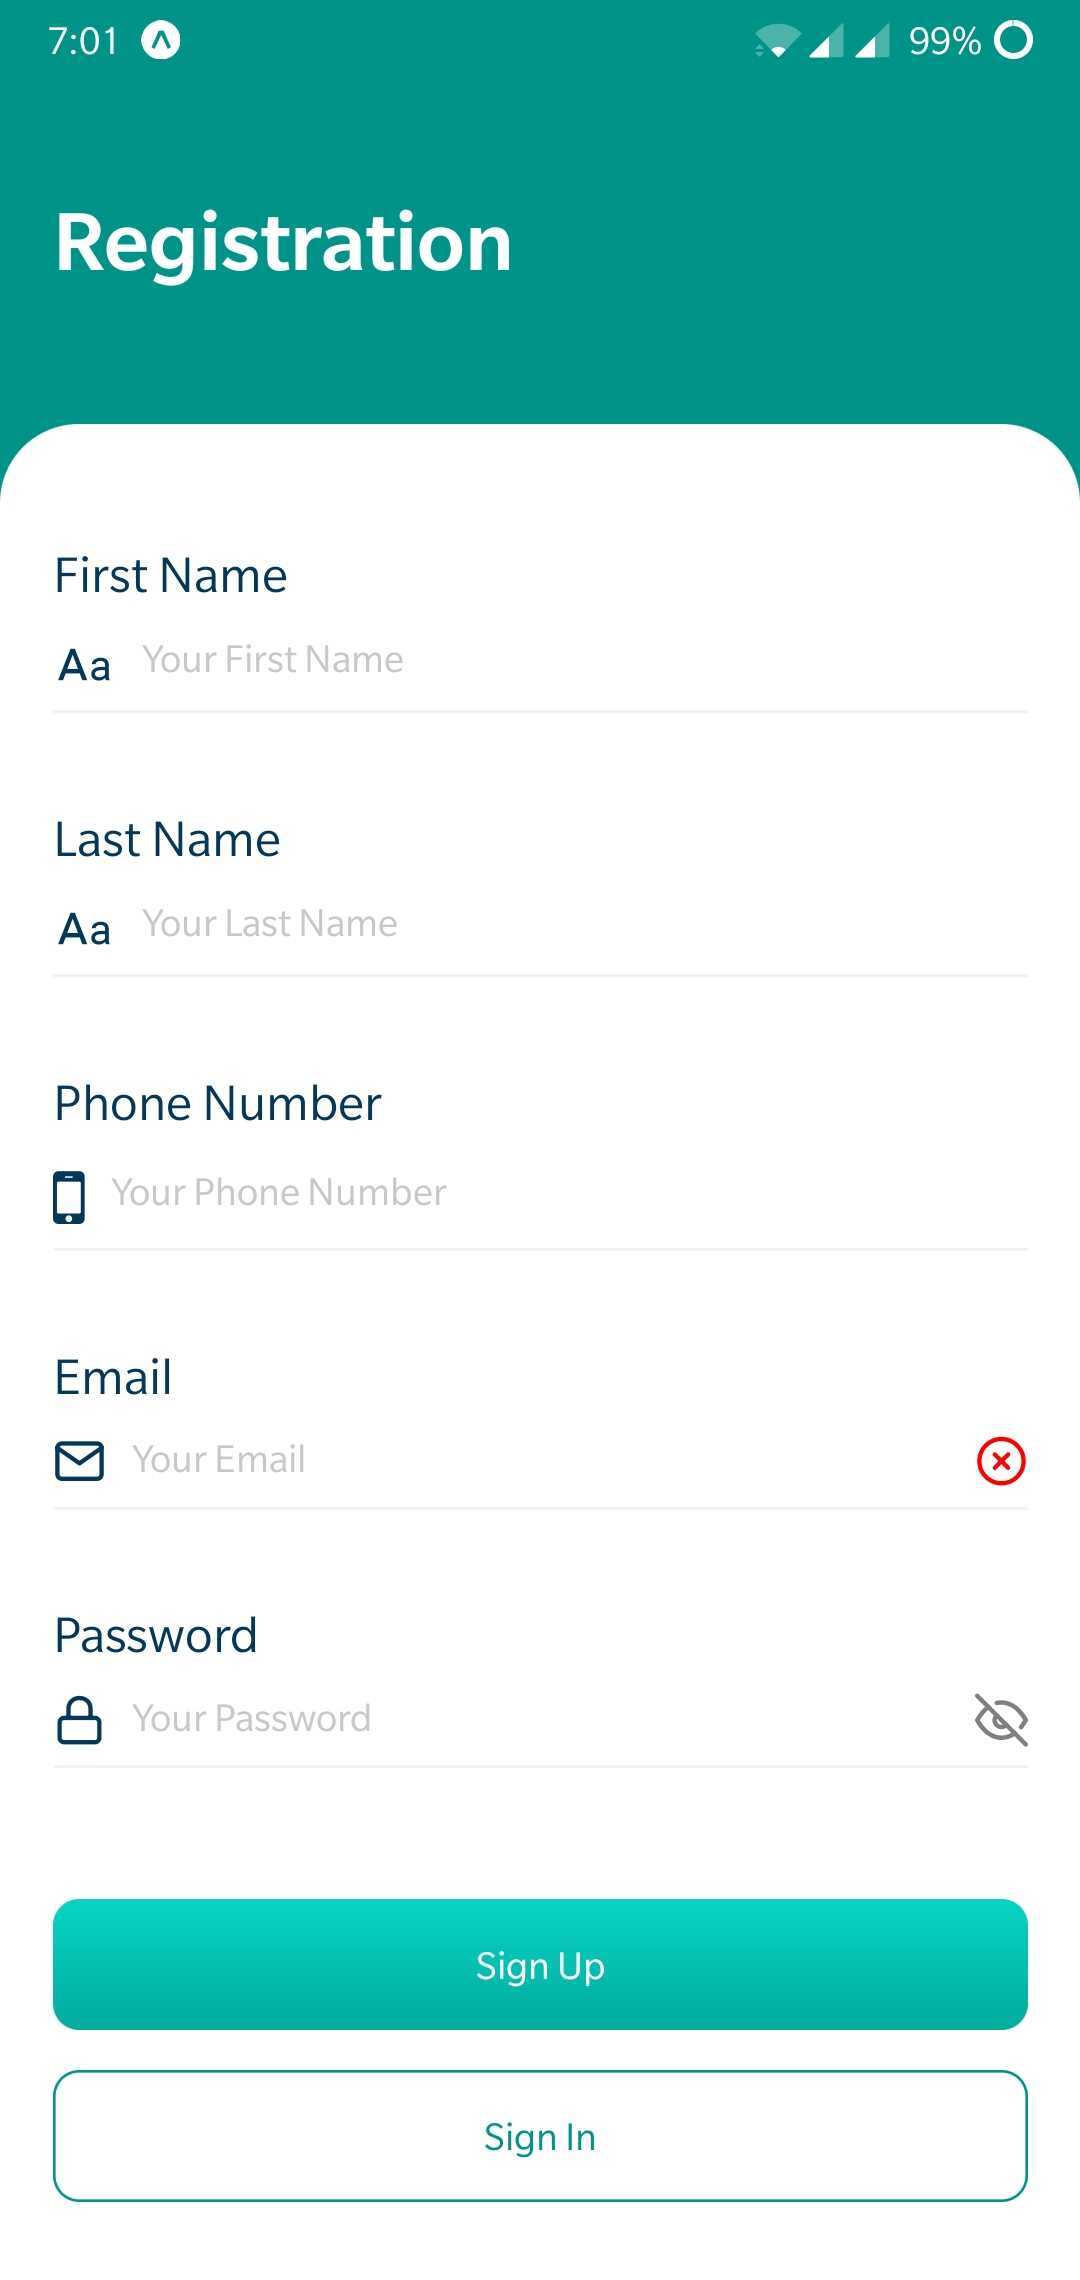 7:01 99%
Registration
First Name
Aa Your First Name
Last Name
Aa Your Last Name
Phone Number
Your Phone Number
Email
Your Email
Password
Your Password
Sign Up
Sign In